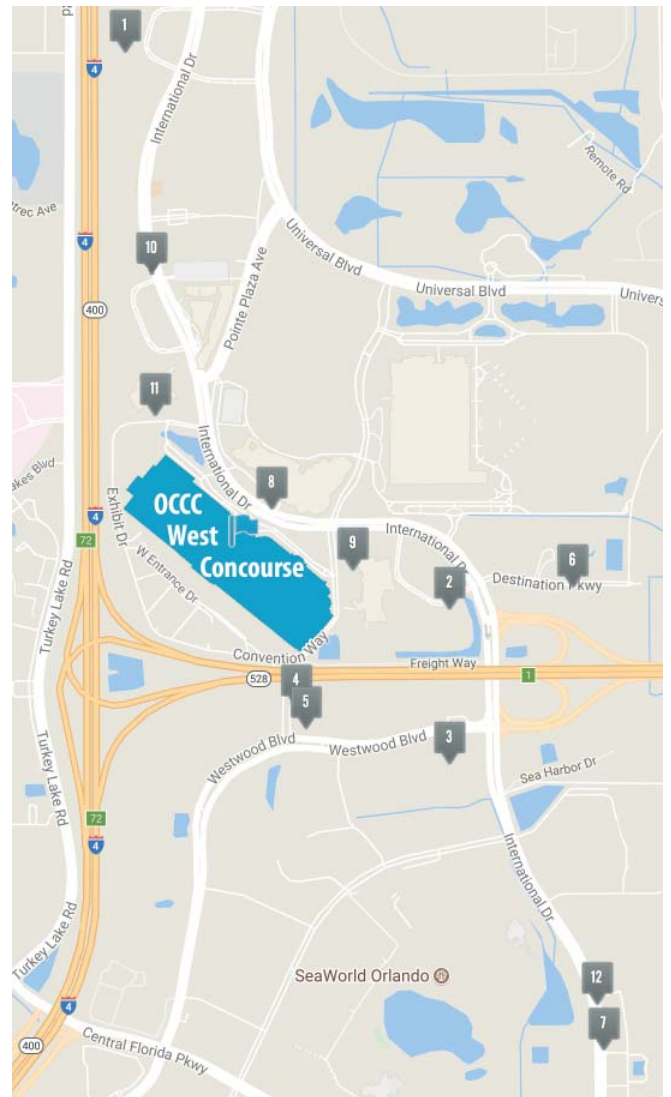 Rd
1
4
International Dr
Remote Rd
ntrec Ave
4
10
Universal Blvd
Universal Blvd
Univers
Pointe Plaza Ave
400
11
akes Blvd
International Dr
8
OCCC
West
Concourse
Exhibit Dr
4
72
W Entrance Dr
9
International Dr
2
6
Destination Pkwy
Turkey Lake Rd
Convention Way
Freight Way
528
4
1
5
Westwood Blvd
Westwood Blvd
3
Turkey Lake Rd
Sea Harbor Dr
72
4
International Dr
Turkey Lake Rd
SeaWorld Orlando
12
4
7
400
Central Florida Pkwy